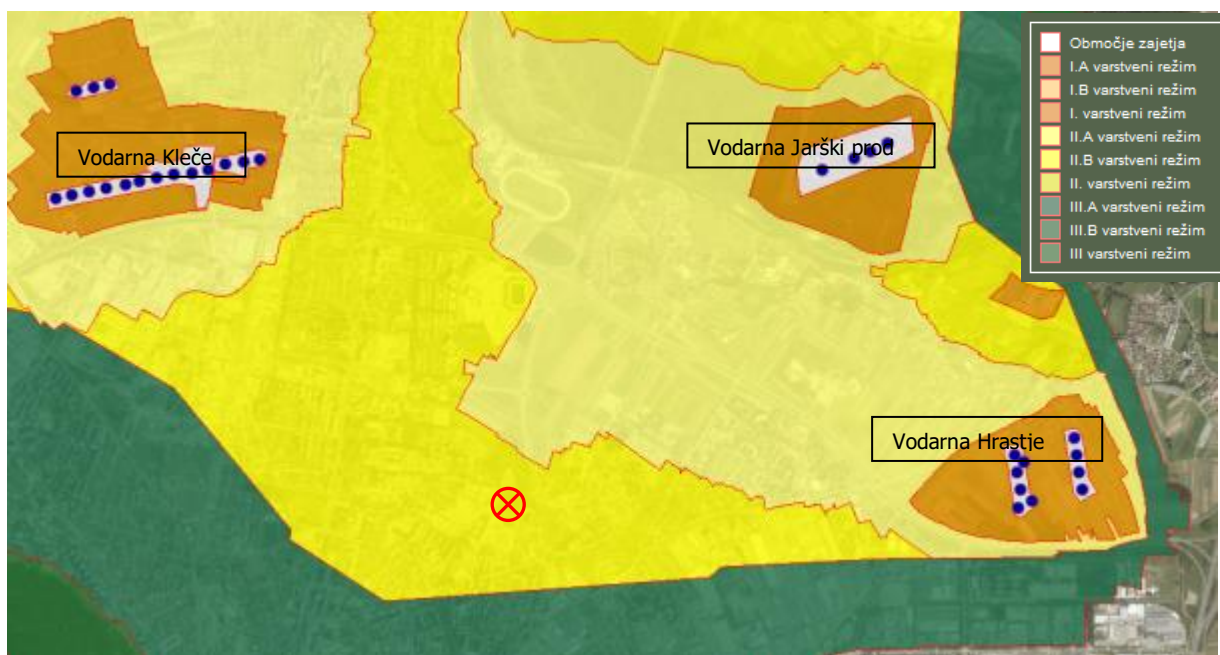 Vodarna Kleče
Vodarna Jarški prod
Vodarna Hrastje
Območje zajetja
I.A varstveni režim
I.B varstveni režim
I. varstveni režim
II.A varstveni režim
II.B varstveni režim
II. varstveni režim
III.A varstveni režim
III.B varstveni režim
III varstveni režim